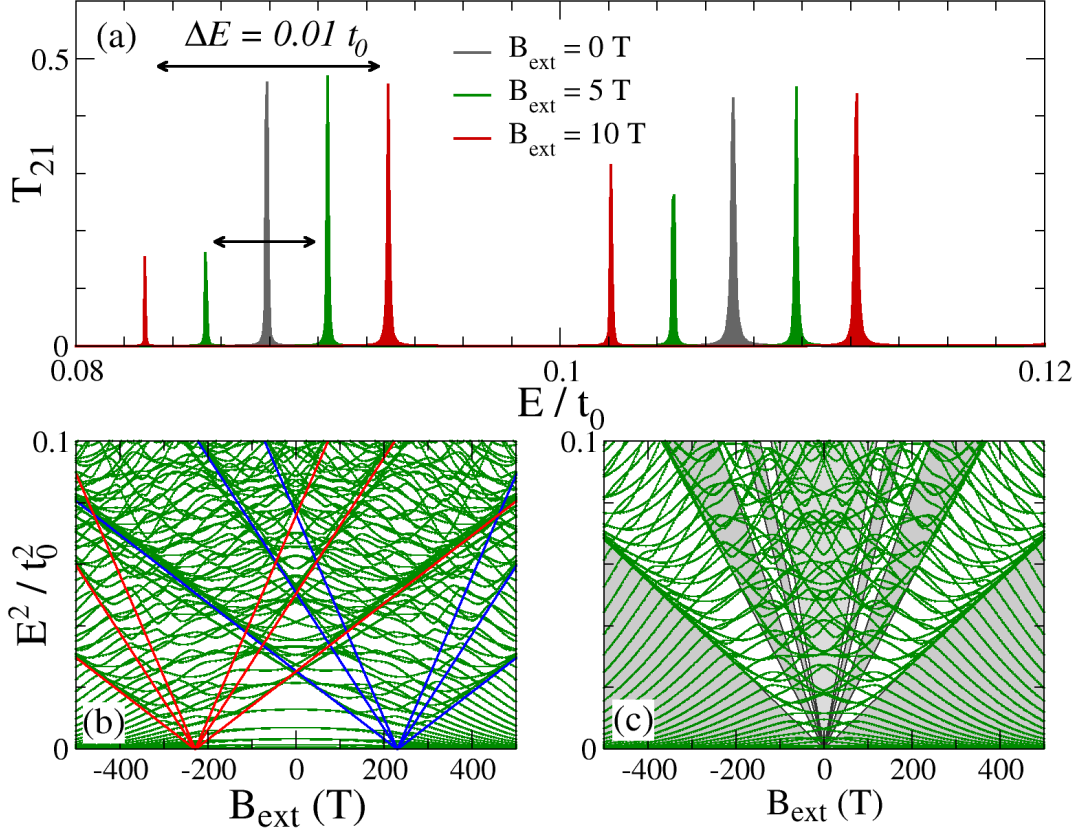 (a)
ΔE = 0.01 t₀
B_ext = 0 T
B_ext = 5 T
B_ext = 10 T
T₂₁
0.5
0
0.08
0.1
0.12
E / t₀
E² / t₀²
0.1
0
(b)
-400
-200
0
200
400
B_ext (T)
0.1
0
(c)
-400
-200
0
200
400
B_ext (T)